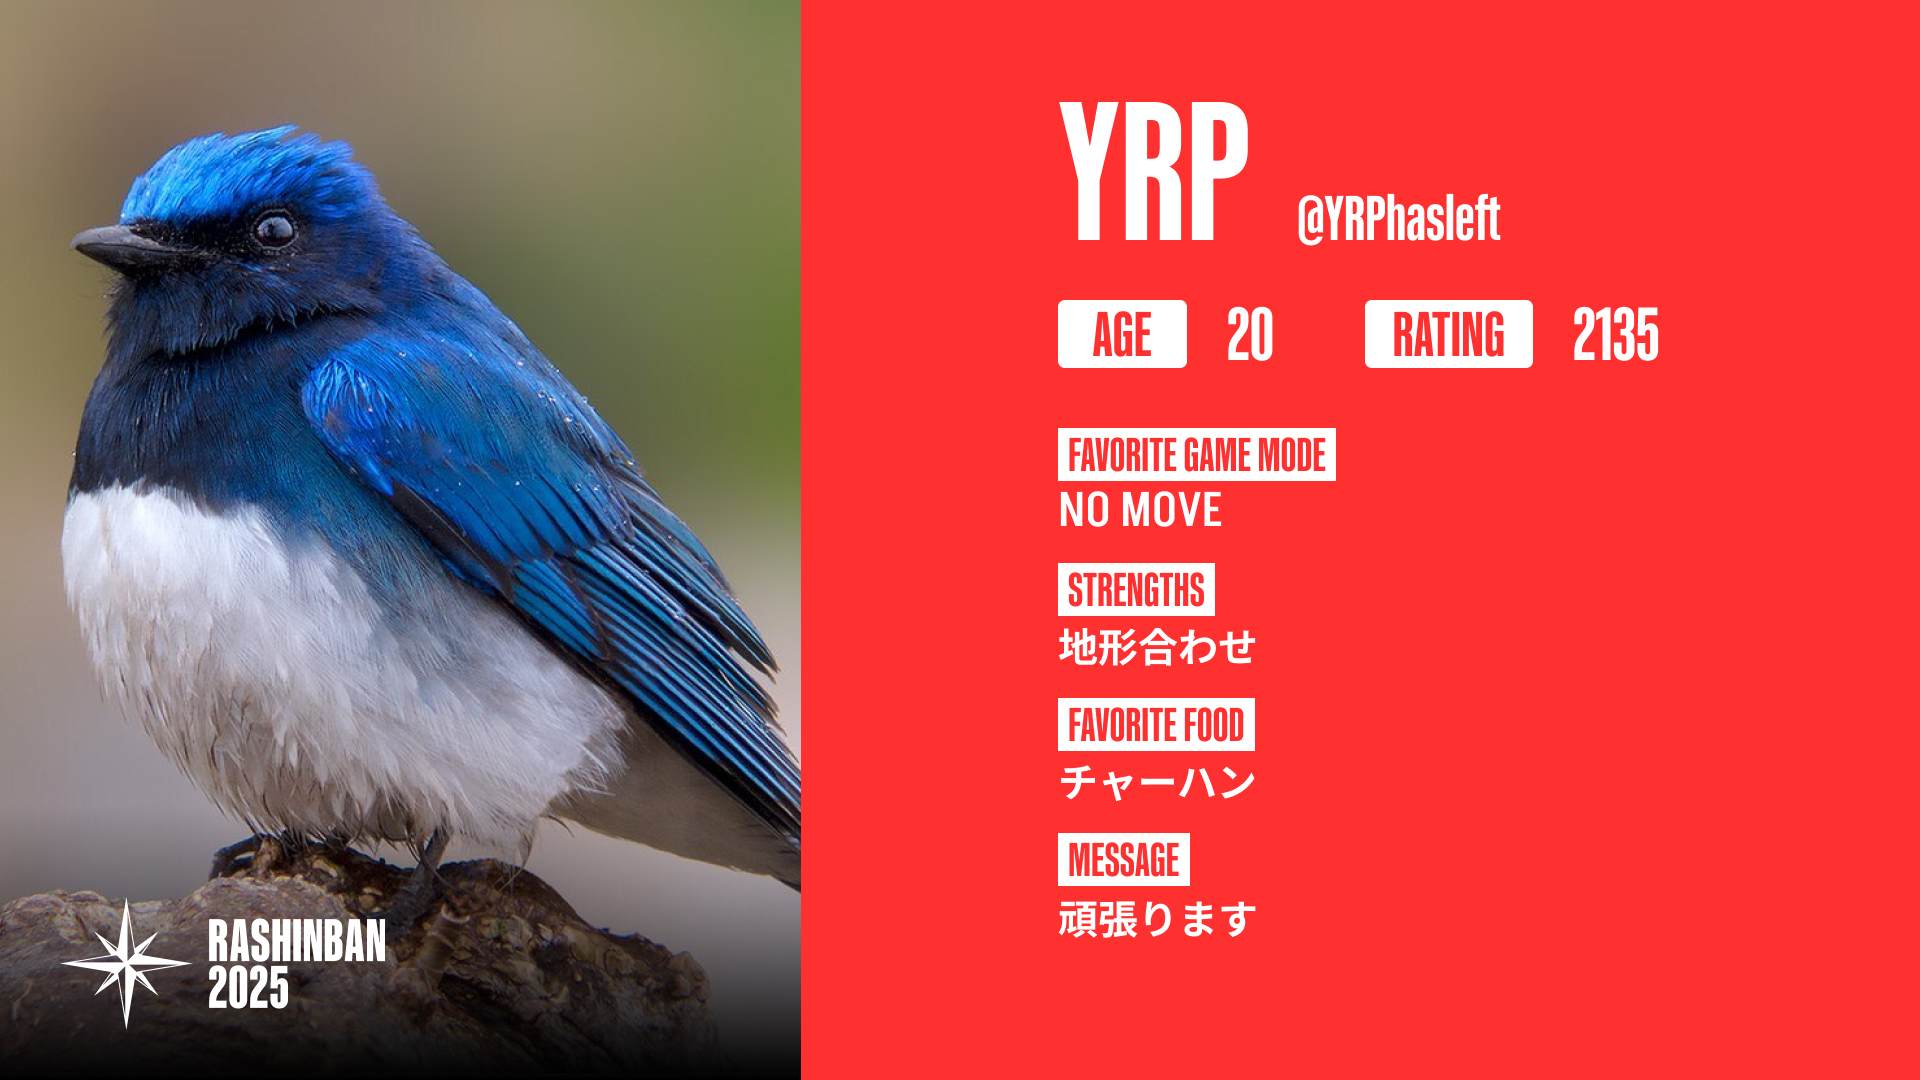 YRP
@YRPhasleft
AGE 20 RATING 2135
FAVORITE GAME MODE
NO MOVE
STRENGTHS
地形合わせ
FAVORITE FOOD
チャーハン
MESSAGE
頑張ります
RASHINBAN
2025